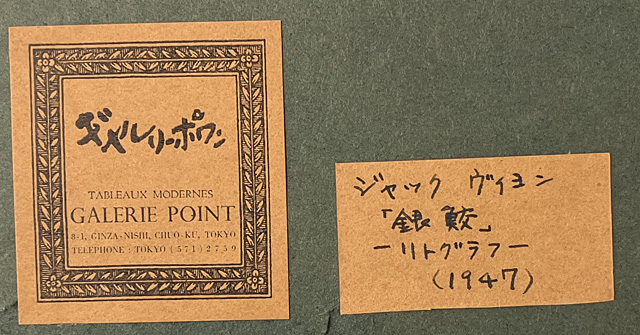 ギャルリーポワン
TABLEAUX MODERNES
GALERIE POINT
8-1, GINZA-NISHI, CHUO-KU, TOKYO
TELEPHONE : TOKYO (571) 2759
ジャック ヴィヨン
「銀鮫」
ーリトグラフー
(1947)